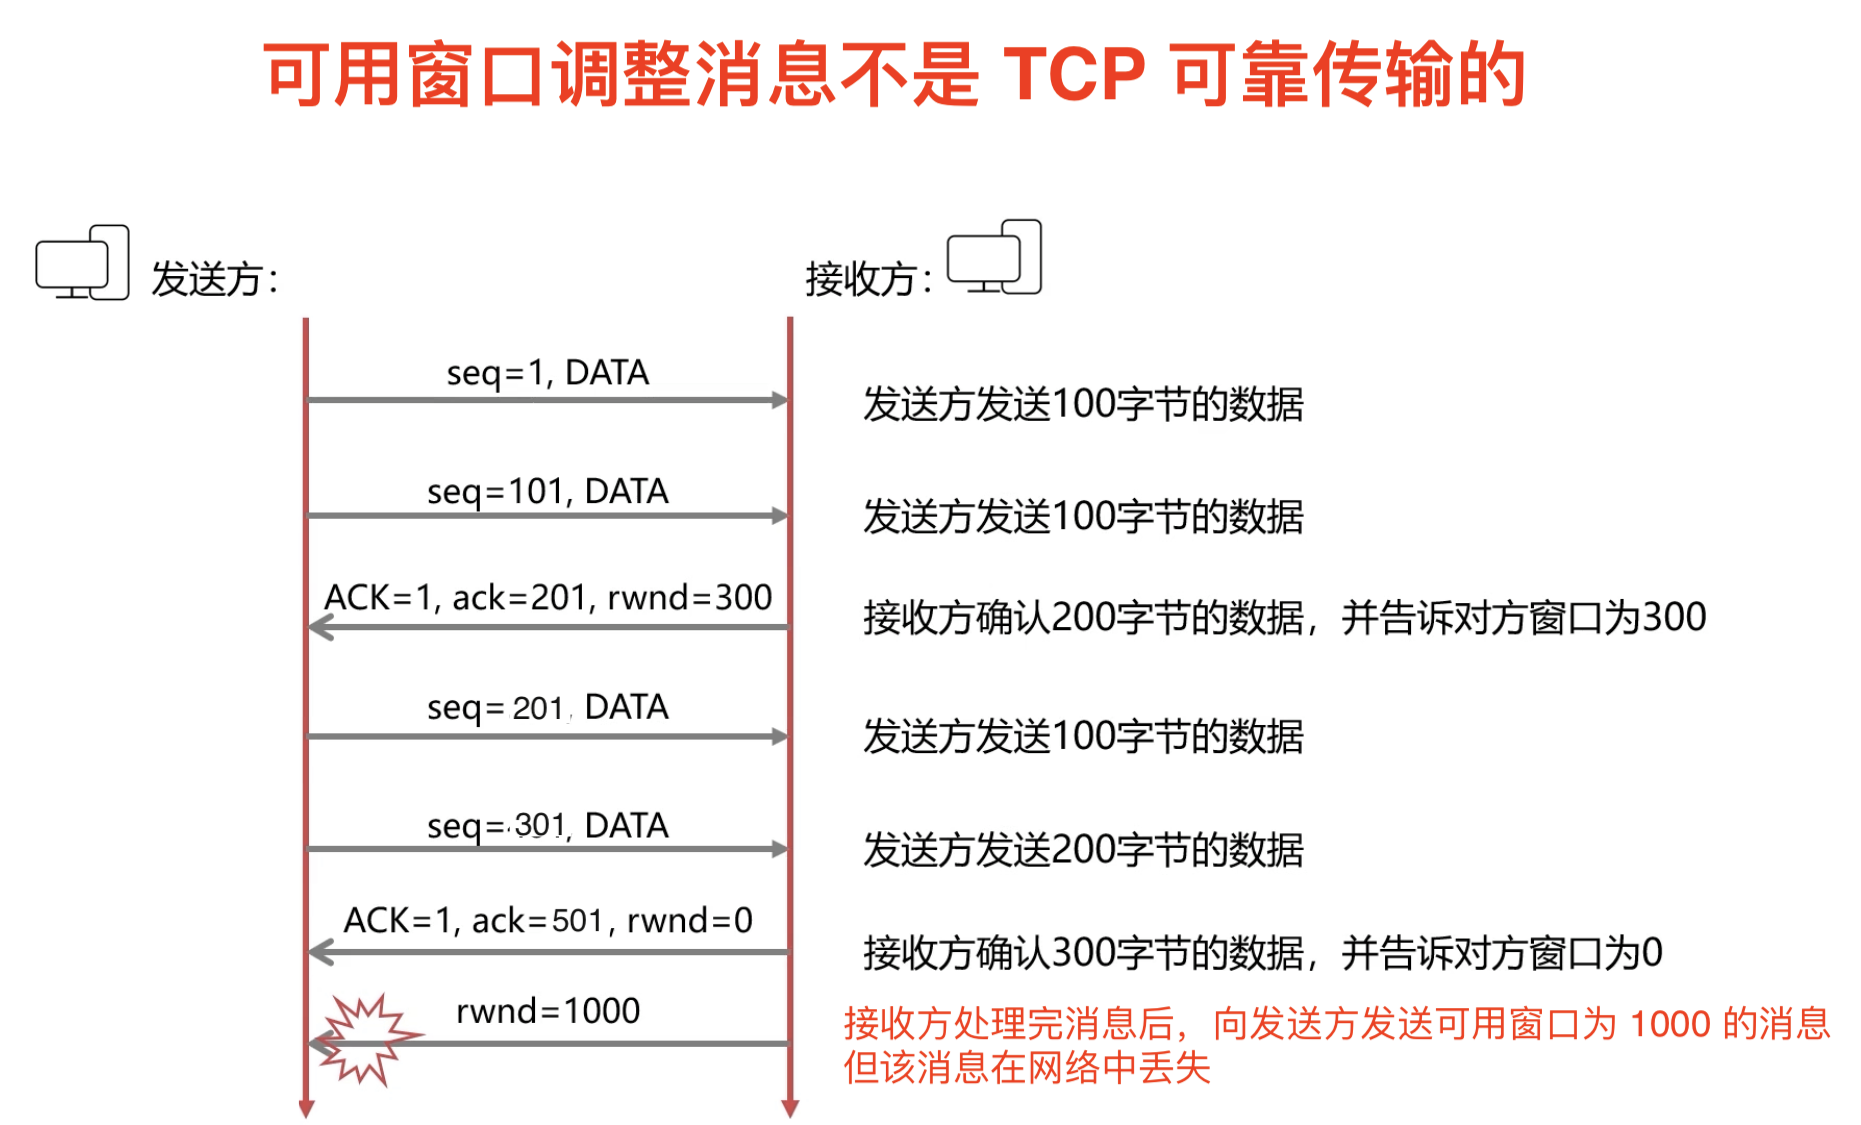 可用窗口调整消息不是 TCP 可靠传输的
发送方：
接收方：
seq=1, DATA
发送方发送100字节的数据
seq=101, DATA
发送方发送100字节的数据
ACK=1, ack=201, rwnd=300
接收方确认200字节的数据，并告诉对方窗口为300
seq=201, DATA
发送方发送100字节的数据
seq=301, DATA
发送方发送200字节的数据
ACK=1, ack=501, rwnd=0
接收方确认300字节的数据，并告诉对方窗口为0
rwnd=1000
接收方处理完消息后，向发送方发送可用窗口为 1000 的消息
但该消息在网络中丢失